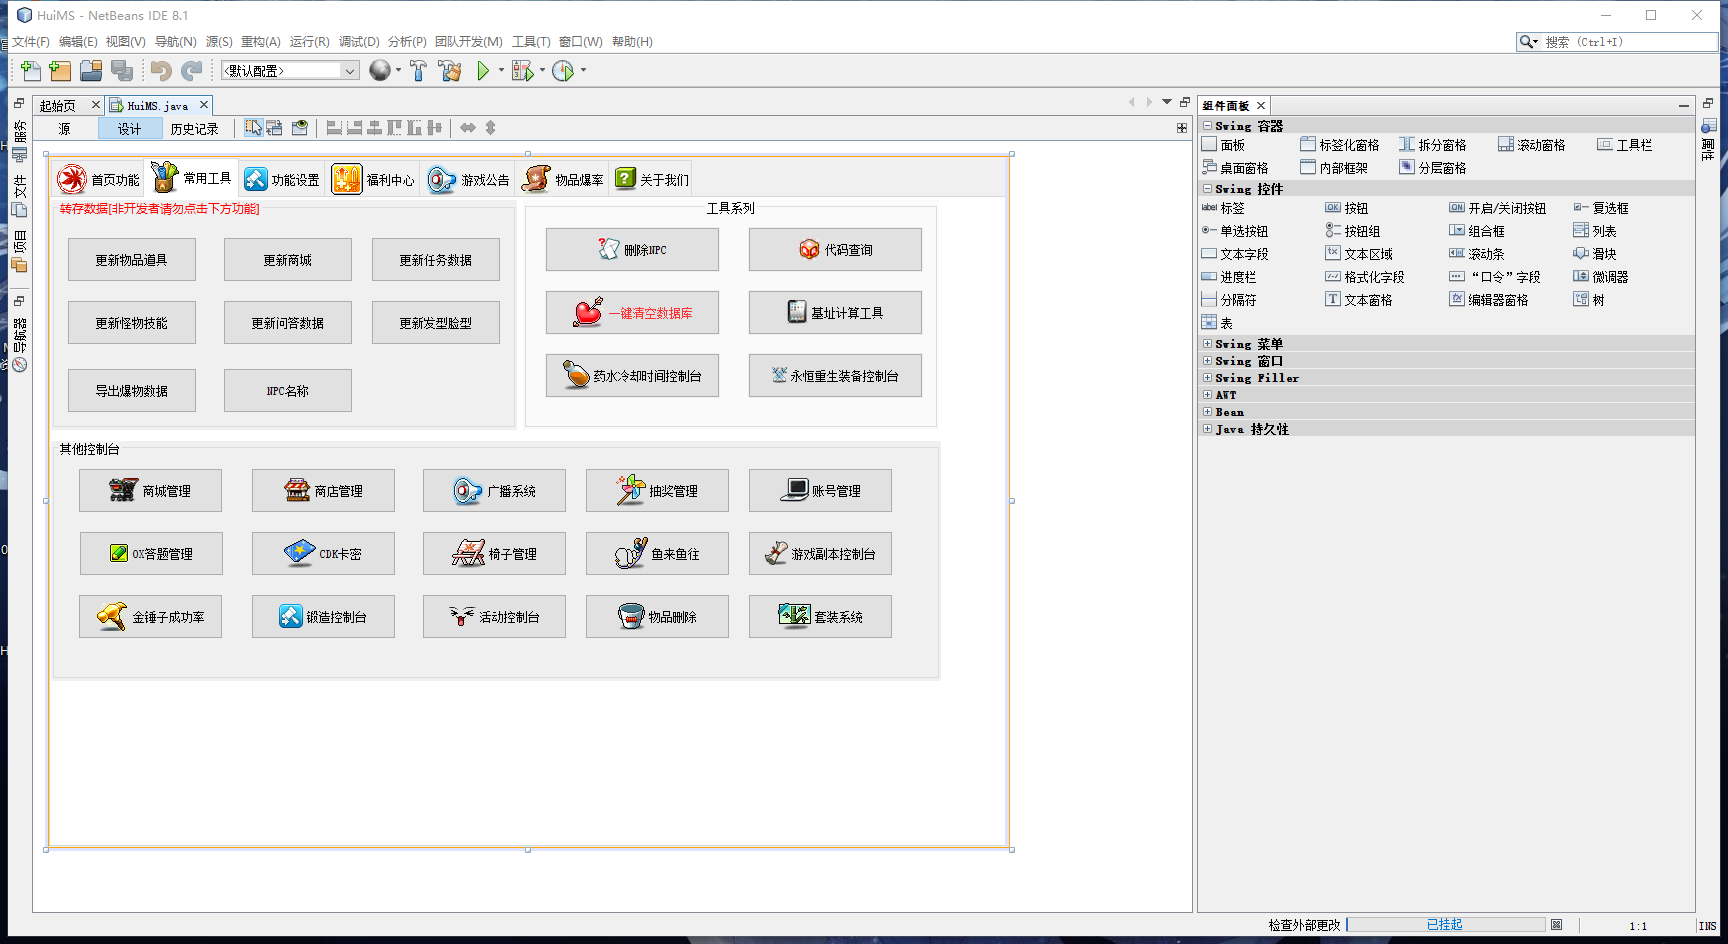 HuiMS - NetBeans IDE 8.1
文件(F) 编辑(E) 视图(V) 导航(N) 源(S) 重构(A) 运行(R) 调试(D) 分析(P) 团队开发(M) 工具(T) 窗口(W) 帮助(H)
搜索 (Ctrl+I)
<默认配置>
起始页 HuiMS.java
源 设计 历史记录
服务
文件
项目
导航器
首页功能 常用工具 功能设置 福利中心 游戏公告 物品爆率 关于我们
转存数据[非开发者请勿点击下方功能]
更新物品道具 更新商城 更新任务数据
更新怪物技能 更新问答数据 更新发型脸型
导出爆物数据 NPC名称
工具系列
删除NPC 代码查询
一键清空数据库 基址计算工具
药水冷却时间控制台 永恒重生装备控制台
其他控制台
商城管理 商店管理 广播系统 抽奖管理 账号管理
OX答题管理 CDK卡密 椅子管理 鱼来鱼往 游戏副本控制台
金锤子成功率 锻造控制台 活动控制台 物品删除 套装系统
组件面板
Swing 容器
面板 标签化窗格 拆分窗格 滚动窗格 工具栏
桌面窗格 内部框架 分层窗格
Swing 控件
label 标签 OK 按钮 ON 开启/关闭按钮 复选框
单选按钮 按钮组 组合框 列表
文本字段 文本区域 滚动条 滑块
进度栏 格式化字段 “口令”字段 微调器
分隔符 T 文本窗格 编辑器窗格 树
表
Swing 菜单
Swing 窗口
Swing Filler
AWT
Bean
Java 持久性
属性
检查外部更改 已挂起 1:1 INS